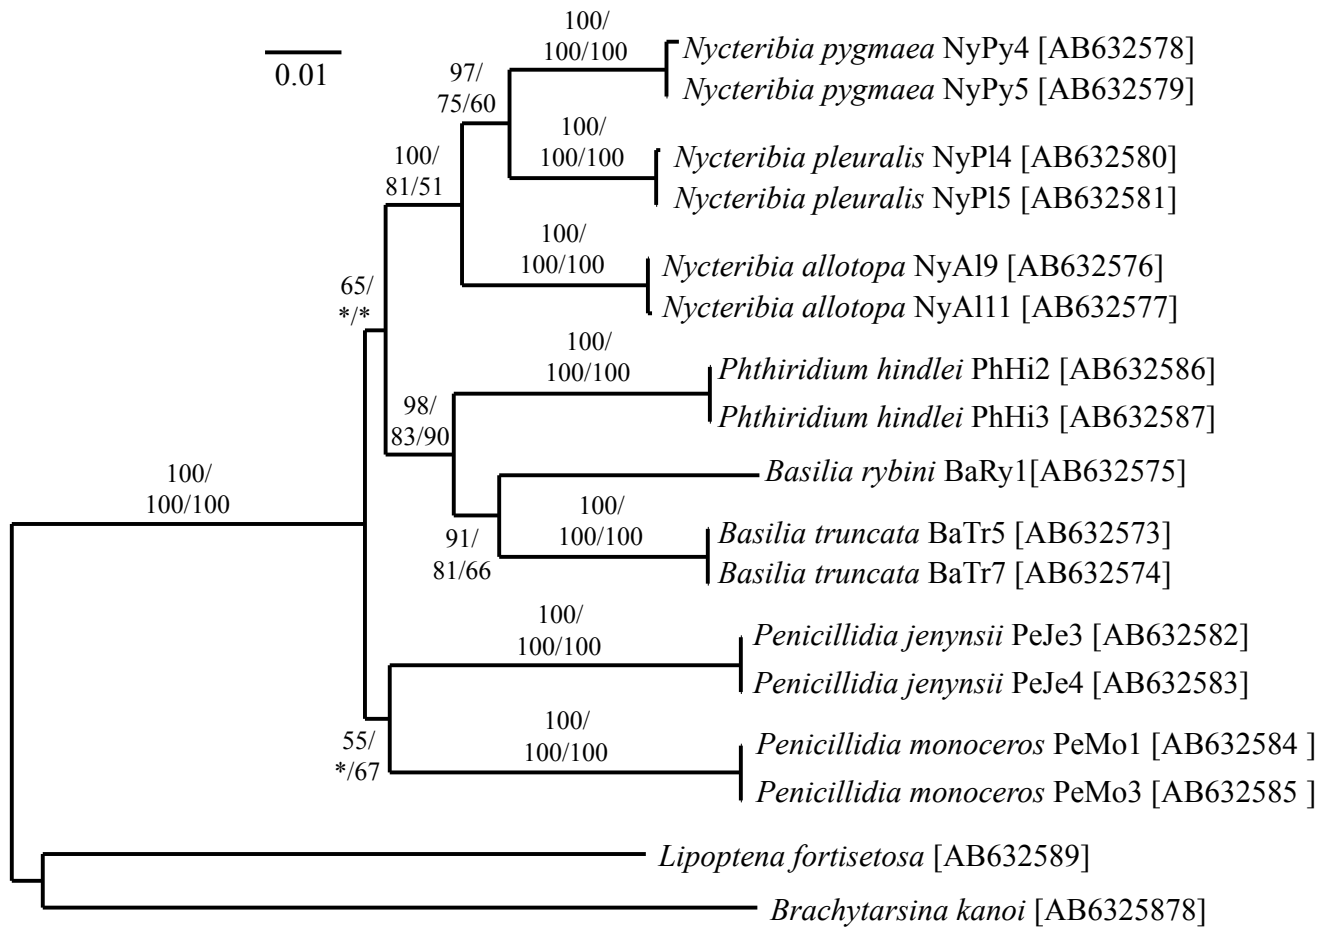 100/
100/100
Nycteribia pygmaea NyPy4 [AB632578]
0.01
97/
75/60
Nycteribia pygmaea NyPy5 [AB632579]
100/
100/100
Nycteribia pleuralis NyPl4 [AB632580]
100/
81/51
Nycteribia pleuralis NyPl5 [AB632581]
100/
100/100
Nycteribia allotopa NyAl9 [AB632576]
65/
*/*
Nycteribia allotopa NyAl11 [AB632577]
100/
100/100
Phthiridium hindlei PhHi2 [AB632586]
98/
83/90
Phthiridium hindlei PhHi3 [AB632587]
100/
100/100
Basilia rybini BaRy1[AB632575]
100/
100/100
Basilia truncata BaTr5 [AB632573]
91/
81/66
Basilia truncata BaTr7 [AB632574]
100/
100/100
Penicillidia jenynsii PeJe3 [AB632582]
Penicillidia jenynsii PeJe4 [AB632583]
100/
100/100
55/
*/67
Penicillidia monoceros PeMo1 [AB632584 ]
Penicillidia monoceros PeMo3 [AB632585 ]
Lipoptena fortisetosa [AB632589]
Brachytarsina kanoi [AB6325878]